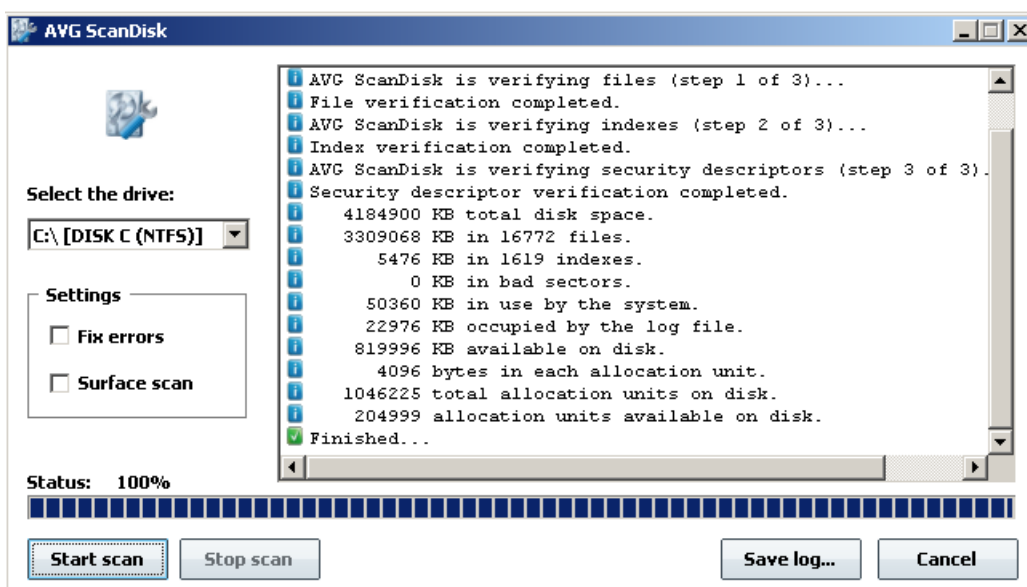 AVG ScanDisk
AVG ScanDisk is verifying files (step 1 of 3)...
File verification completed.
AVG ScanDisk is verifying indexes (step 2 of 3)...
Index verification completed.
AVG ScanDisk is verifying security descriptors (step 3 of 3).
Security descriptor verification completed.
4184900 KB total disk space.
3309068 KB in 16772 files.
5476 KB in 1619 indexes.
0 KB in bad sectors.
50360 KB in use by the system.
22976 KB occupied by the log file.
819996 KB available on disk.
4096 bytes in each allocation unit.
1046225 total allocation units on disk.
204999 allocation units available on disk.
Finished...
Select the drive:
C:\ [DISK C (NTFS)]
Settings
Fix errors
Surface scan
Status: 100%
Start scan
Stop scan
Save log...
Cancel